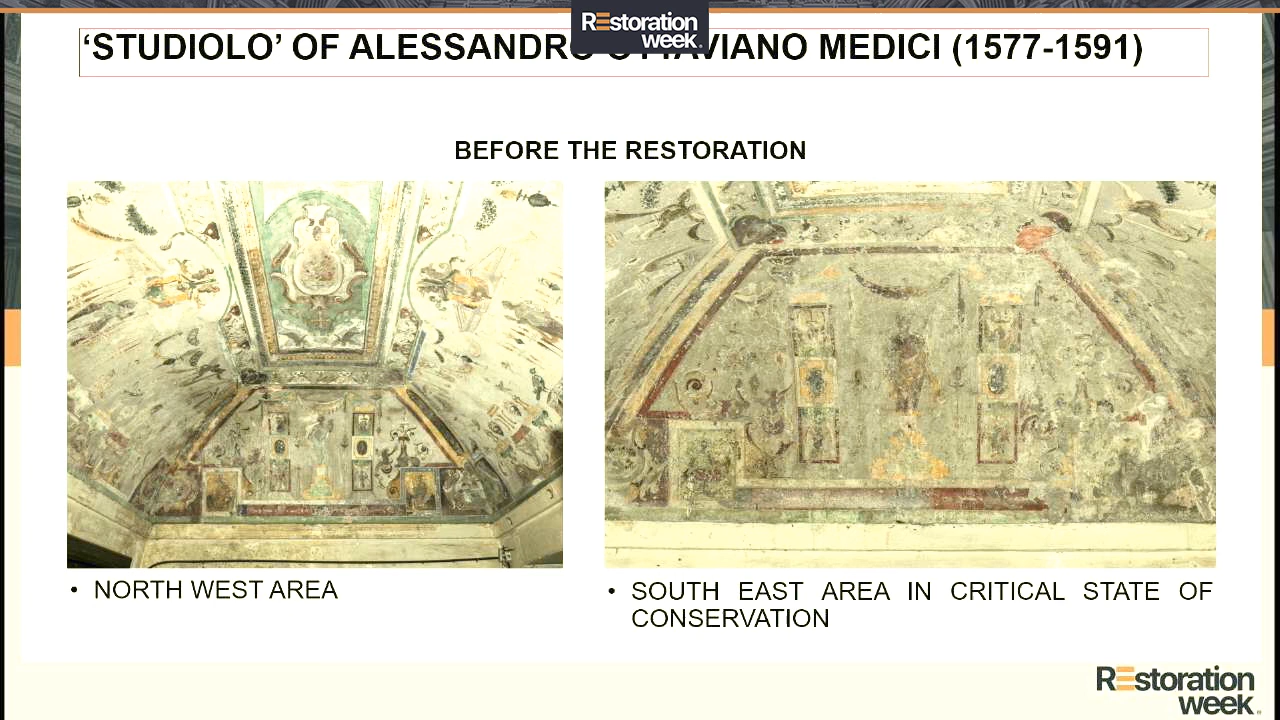 REstoration
week
‘STUDIOLO’ OF ALESSANDRO OTTAVIANO MEDICI (1577-1591)
BEFORE THE RESTORATION
• NORTH WEST AREA
• SOUTH EAST AREA IN CRITICAL STATE OF
CONSERVATION
REstoration
week